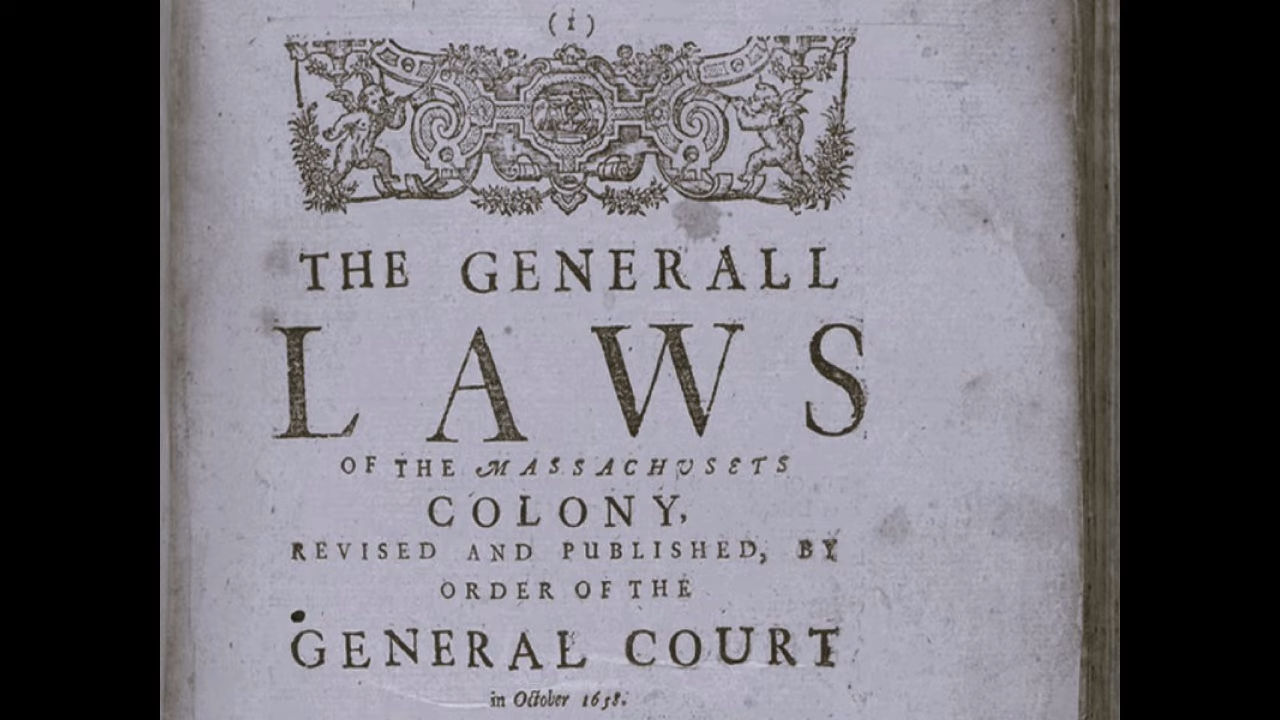 (1)
THE GENERALL
LAWS
OF THE MASSACHUSETS
COLONY,
REVISED AND PUBLISHED, BY
ORDER OF THE
GENERAL COURT
in October 1658.